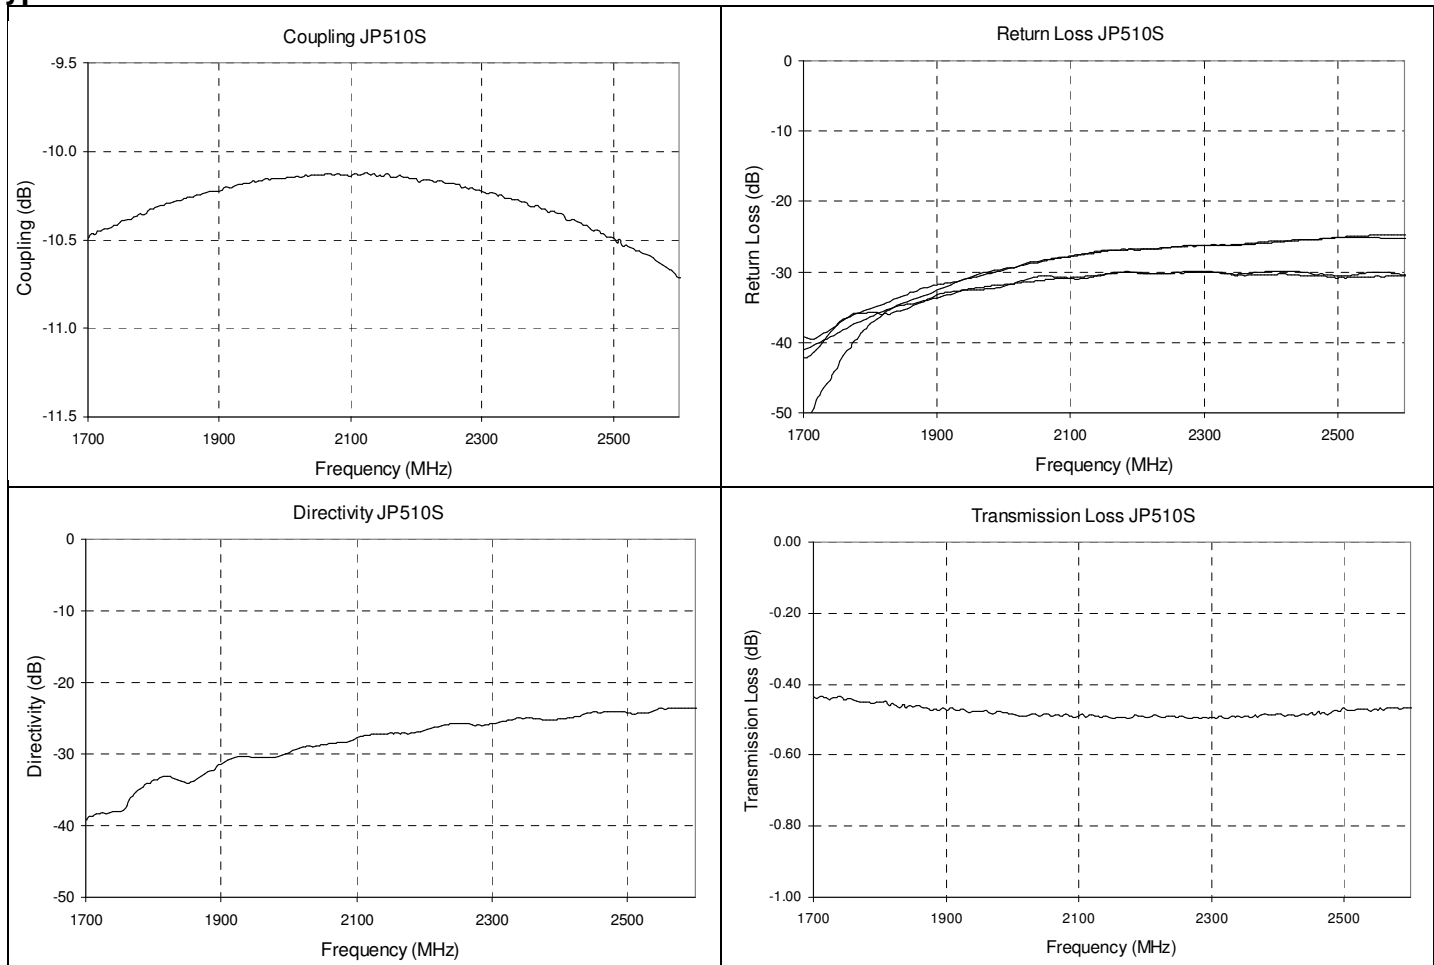 Coupling JP510S
-9.5
-10.0
-10.5
-11.0
-11.5
Coupling (dB)
1700 1900 2100 2300 2500
Frequency (MHz)
Return Loss JP510S
0
-10
-20
-30
-40
-50
Return Loss (dB)
1700 1900 2100 2300 2500
Frequency (MHz)
Directivity JP510S
0
-10
-20
-30
-40
-50
Directivity (dB)
1700 1900 2100 2300 2500
Frequency (MHz)
Transmission Loss JP510S
0.00
-0.20
-0.40
-0.60
-0.80
-1.00
Transmission Loss (dB)
1700 1900 2100 2300 2500
Frequency (MHz)